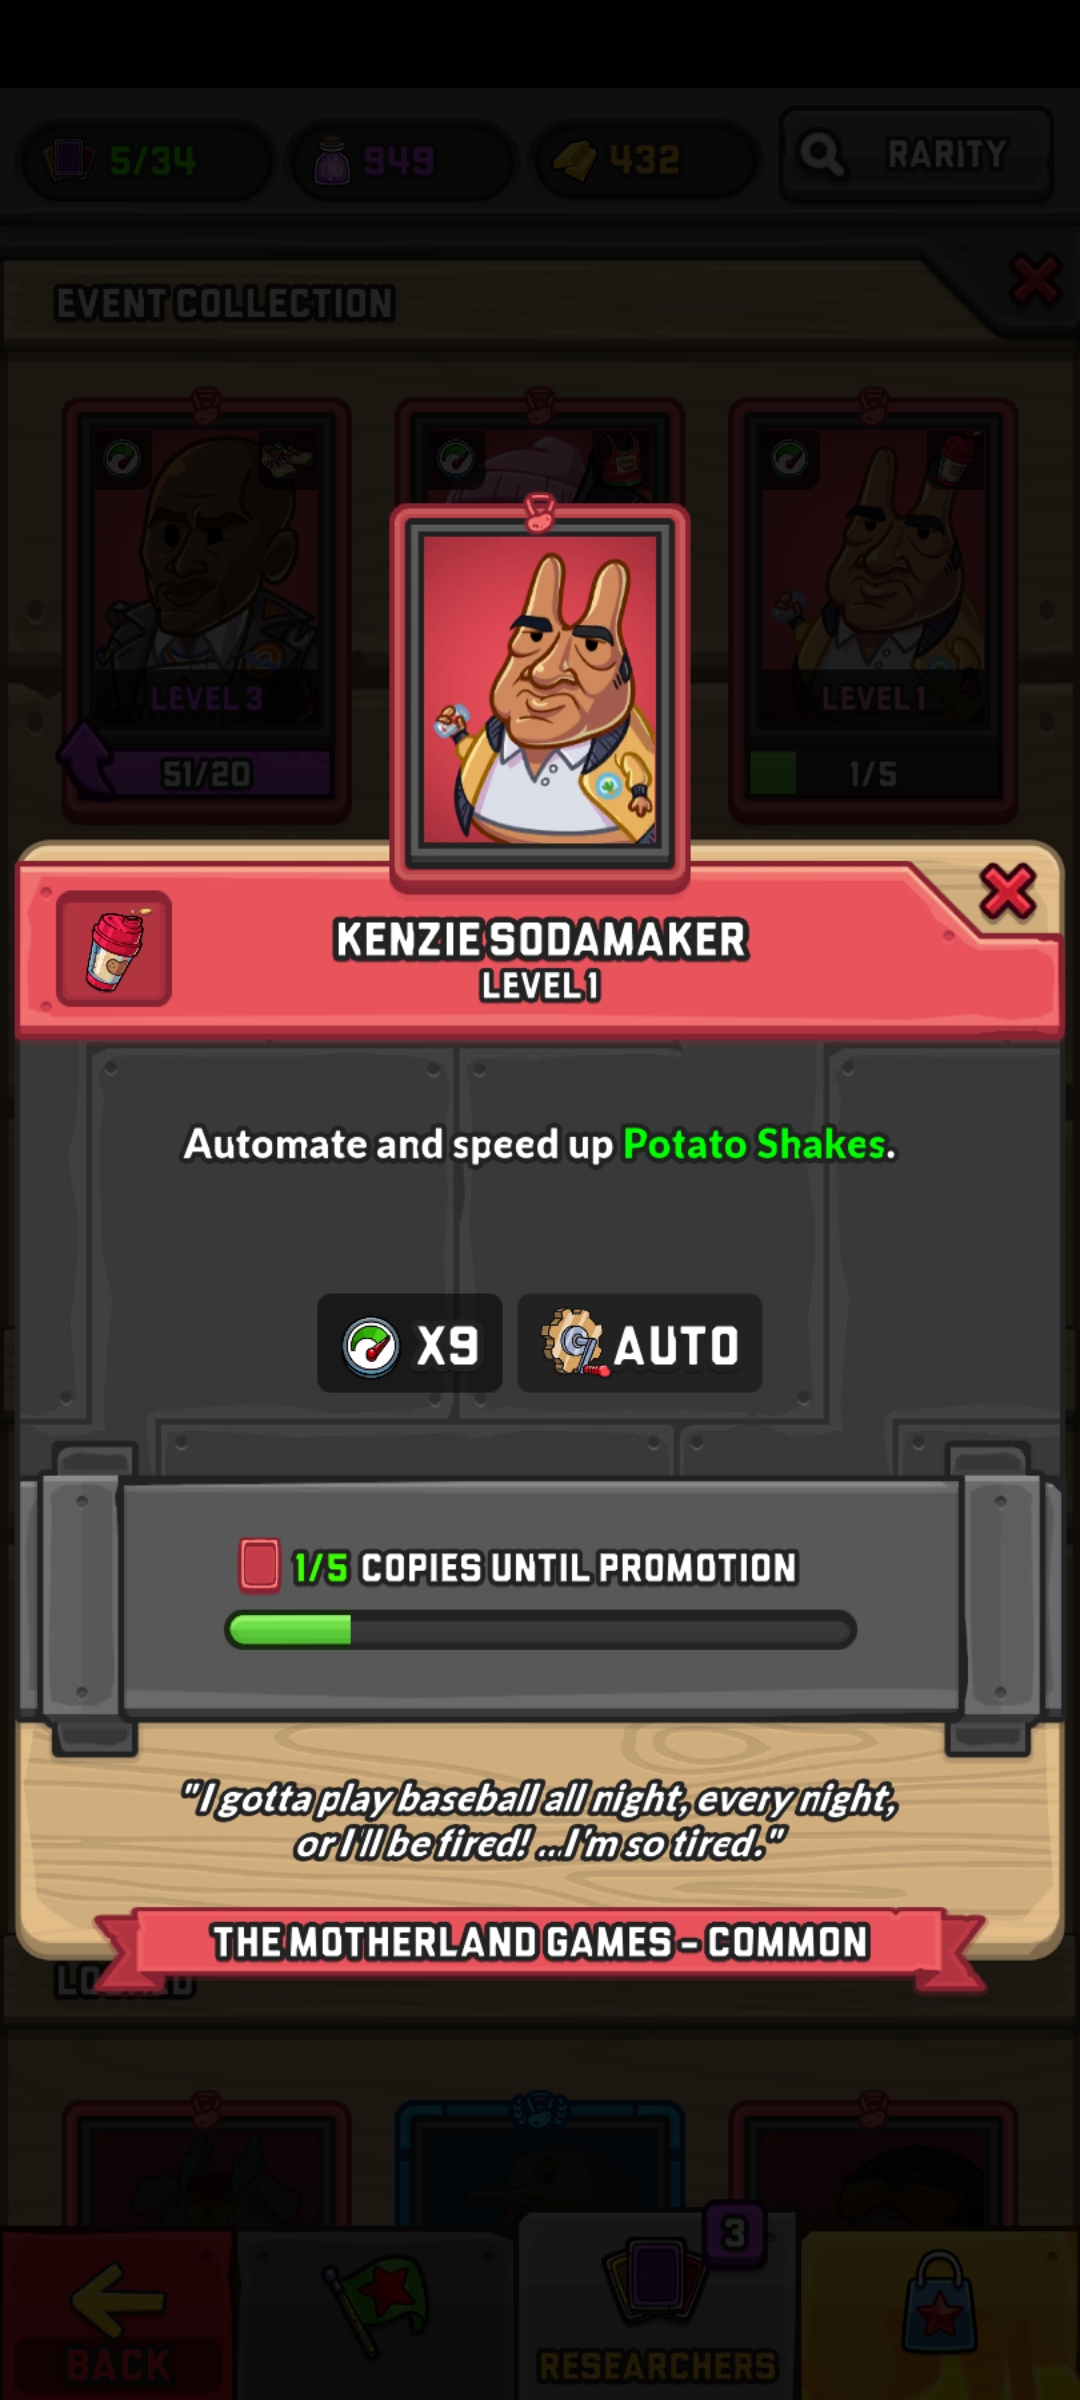 5/34
949
432
RARITY
EVENT COLLECTION
LEVEL 3
51/20
LEVEL 1
1/5
KENZIE SODAMAKER
LEVEL 1
Automate and speed up Potato Shakes.
X9
AUTO
1/5 COPIES UNTIL PROMOTION
"I gotta play baseball all night, every night,
or I'll be fired! ...I'm so tired."
THE MOTHERLAND GAMES - COMMON
3
BACK
RESEARCHERS